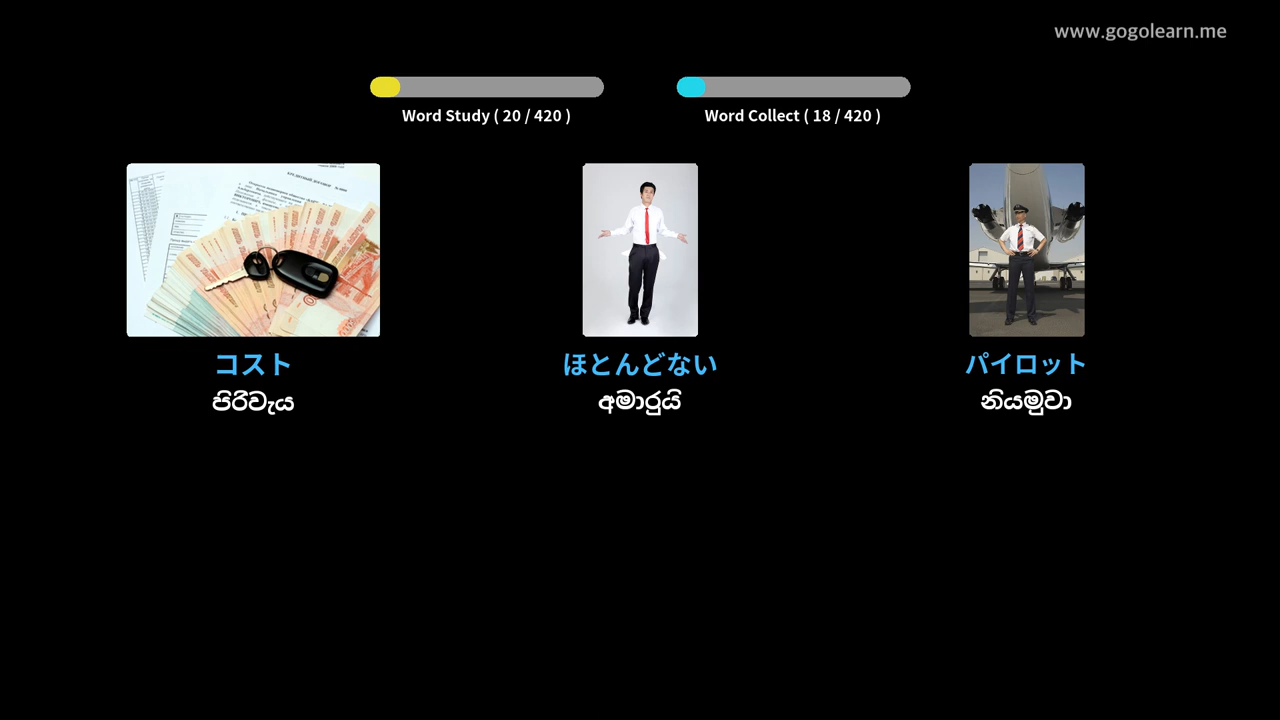 www.gogolearn.me
Word Study ( 20 / 420 )
Word Collect ( 18 / 420 )
コスト
ほとんどない
パイロット
පිරිවැය
අමාරුයි
නියමුවා